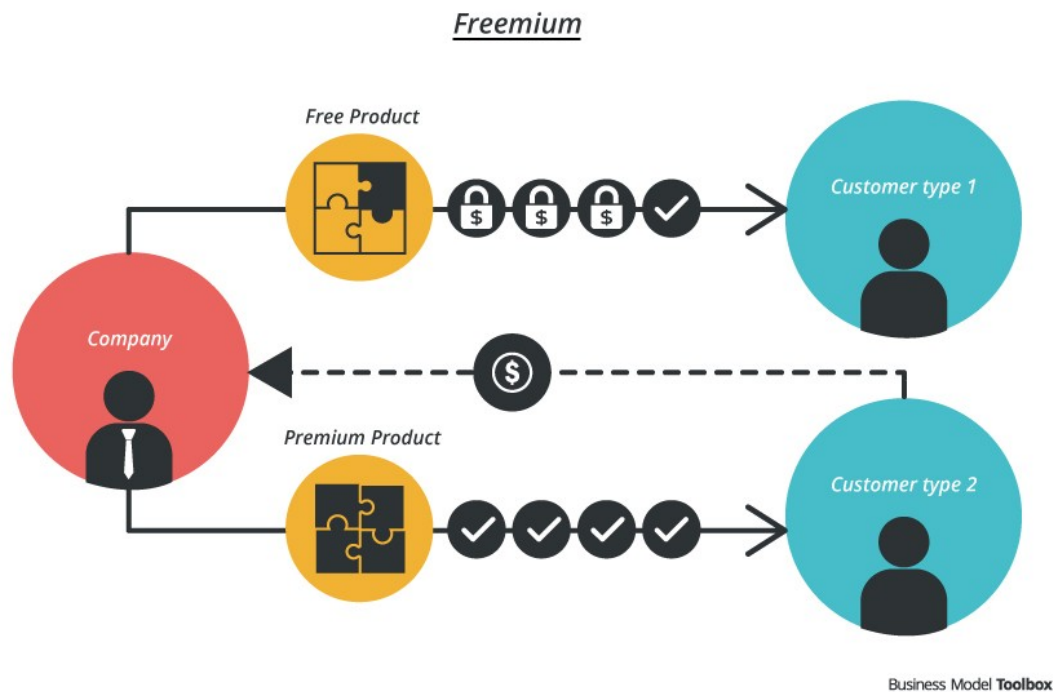 Freemium
Free Product
$ $ $
Customer type 1
Company
$
Premium Product
Customer type 2
Business Model Toolbox